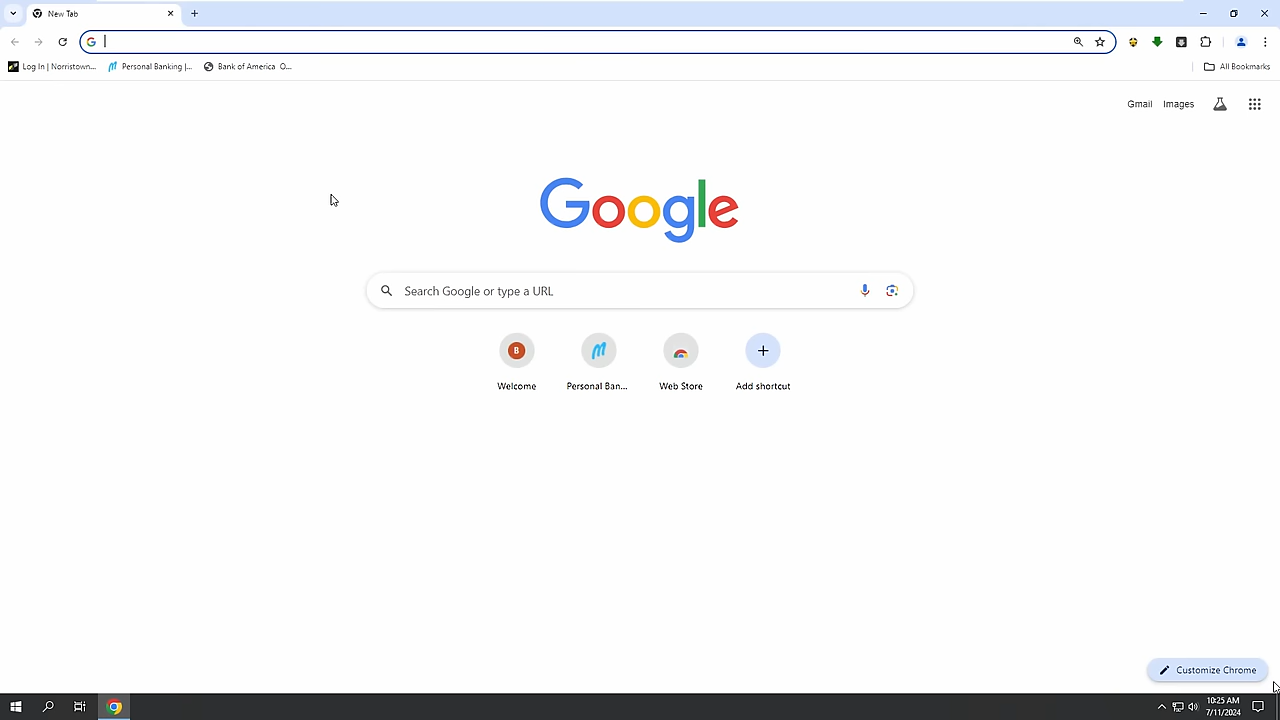 New Tab
Log In | Norristown...
Personal Banking |...
Bank of America O...
All Bookmarks
Gmail
Images
Google
Search Google or type a URL
B
Welcome
Personal Ban...
Web Store
Add shortcut
Customize Chrome
10:25 AM
7/11/2024